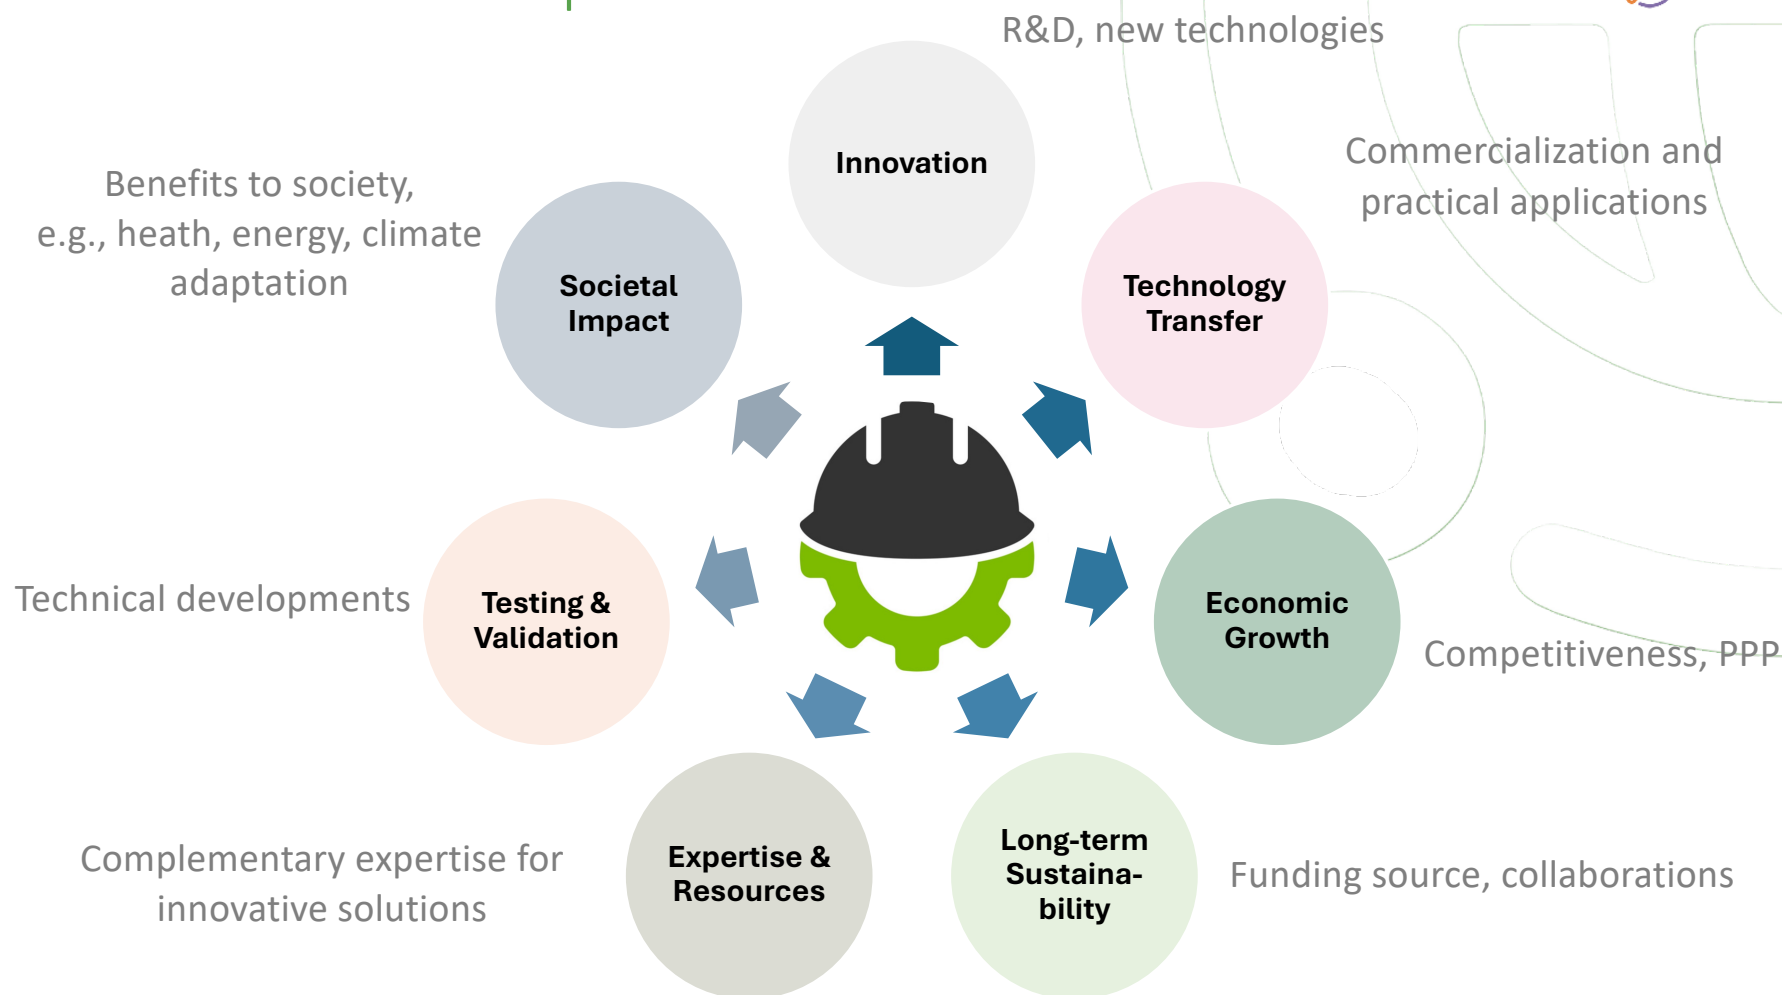 R&D, new technologies
Innovation
Commercialization and
practical applications
Technology
Transfer
Economic
Growth
Competitiveness, PPP
Long-term
Sustaina-
bility
Funding source, collaborations
Expertise &
Resources
Complementary expertise for
innovative solutions
Testing &
Validation
Technical developments
Societal
Impact
Benefits to society,
e.g., heath, energy, climate
adaptation